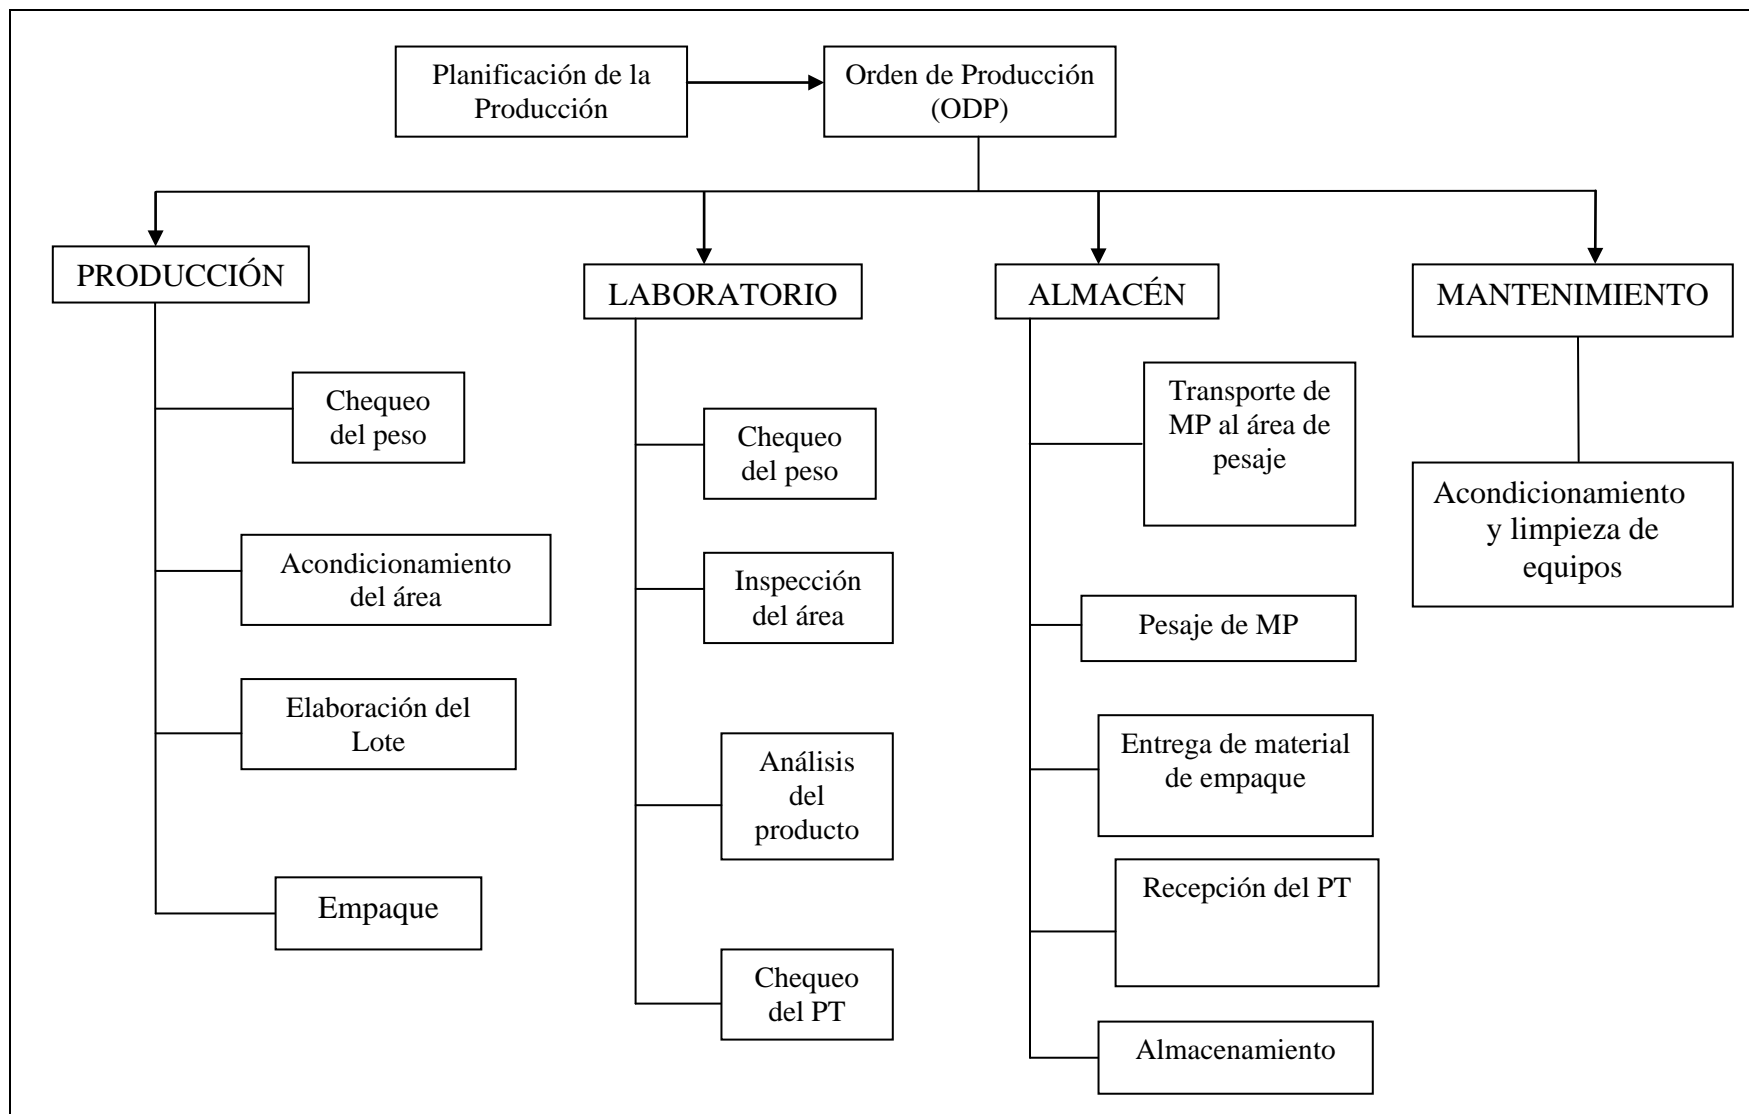 Planificación de la
Producción
Orden de Producción
(ODP)
PRODUCCIÓN
LABORATORIO
ALMACÉN
MANTENIMIENTO
Chequeo
del peso
Acondicionamiento
del área
Elaboración del
Lote
Empaque
Chequeo
del peso
Inspección
del área
Análisis
del
producto
Chequeo
del PT
Transporte de
MP al área de
pesaje
Pesaje de MP
Entrega de material
de empaque
Recepción del PT
Almacenamiento
Acondicionamiento
y limpieza de
equipos